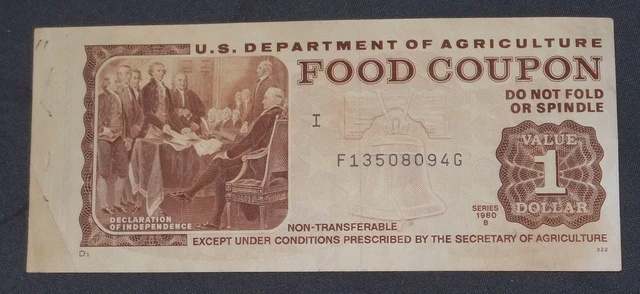 U.S. DEPARTMENT OF AGRICULTURE
FOOD COUPON
DO NOT FOLD
OR SPINDLE
I
F13508094G
VALUE
1
DOLLAR
SERIES
1980
B
DECLARATION
OF INDEPENDENCE
NON-TRANSFERABLE
EXCEPT UNDER CONDITIONS PRESCRIBED BY THE SECRETARY OF AGRICULTURE
D1
322